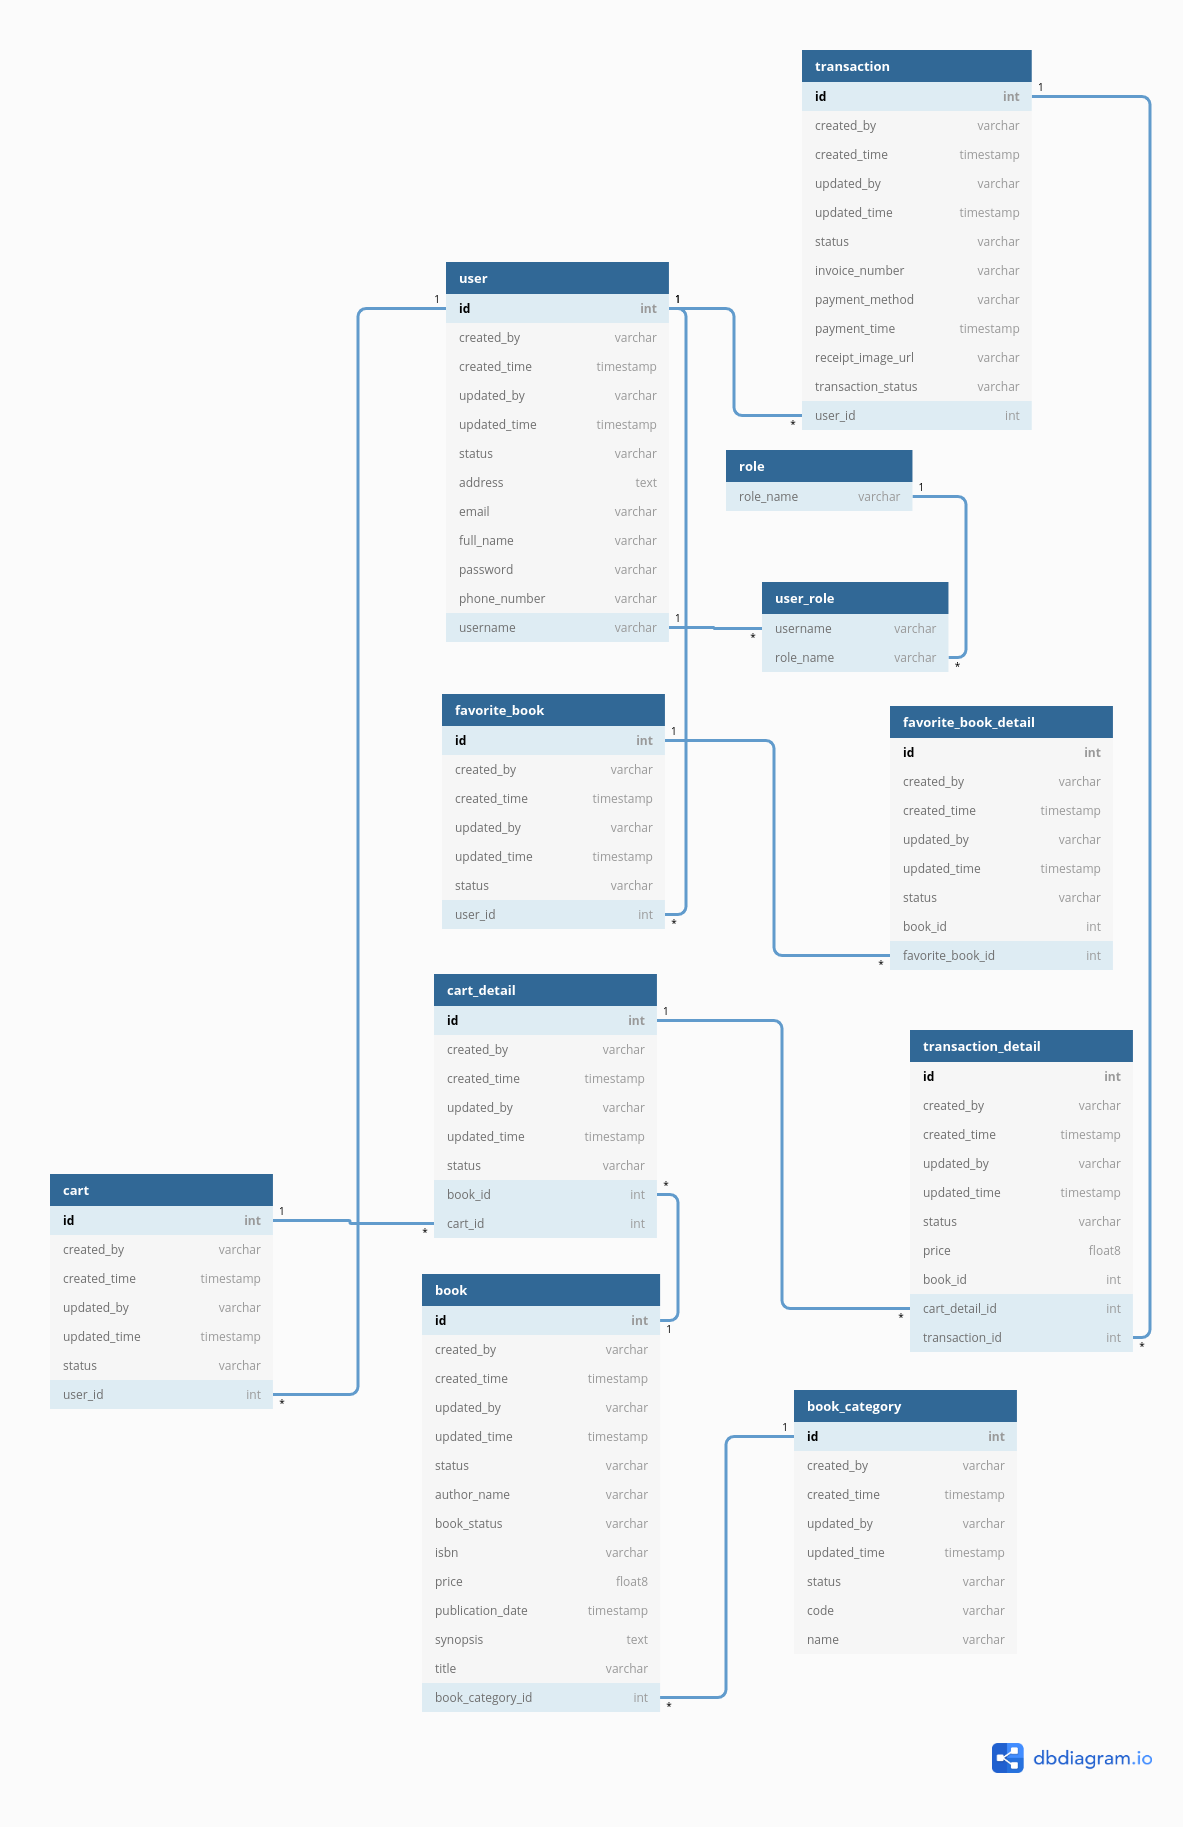 transaction
id int
created_by varchar
created_time timestamp
updated_by varchar
updated_time timestamp
status varchar
invoice_number varchar
payment_method varchar
payment_time timestamp
receipt_image_url varchar
transaction_status varchar
user_id int
1
*
user
id int
created_by varchar
created_time timestamp
updated_by varchar
updated_time timestamp
status varchar
address text
email varchar
full_name varchar
password varchar
phone_number varchar
username varchar
1
1
1
role
role_name varchar
1
user_role
username varchar
role_name varchar
*
*
favorite_book
id int
created_by varchar
created_time timestamp
updated_by varchar
updated_time timestamp
status varchar
user_id int
1
*
favorite_book_detail
id int
created_by varchar
created_time timestamp
updated_by varchar
updated_time timestamp
status varchar
book_id int
favorite_book_id int
*
cart_detail
id int
created_by varchar
created_time timestamp
updated_by varchar
updated_time timestamp
status varchar
book_id int
cart_id int
1
*
*
transaction_detail
id int
created_by varchar
created_time timestamp
updated_by varchar
updated_time timestamp
status varchar
price float8
book_id int
cart_detail_id int
transaction_id int
*
*
cart
id int
created_by varchar
created_time timestamp
updated_by varchar
updated_time timestamp
status varchar
user_id int
1
*
book
id int
created_by varchar
created_time timestamp
updated_by varchar
updated_time timestamp
status varchar
author_name varchar
book_status varchar
isbn varchar
price float8
publication_date timestamp
synopsis text
title varchar
book_category_id int
1
*
book_category
id int
created_by varchar
created_time timestamp
updated_by varchar
updated_time timestamp
status varchar
code varchar
name varchar
1
dbdiagram.io